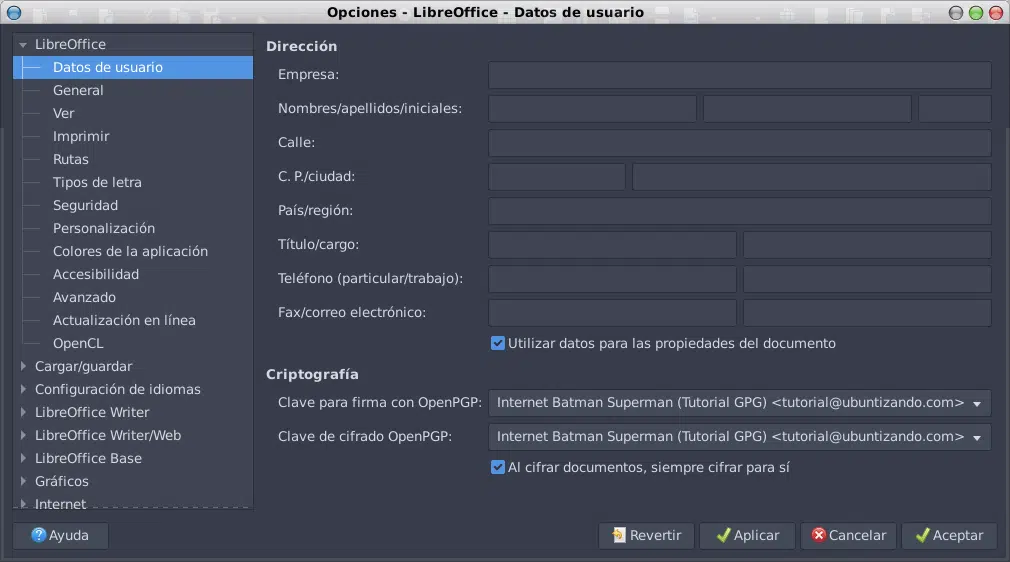 Opciones - LibreOffice - Datos de usuario
LibreOffice
Datos de usuario
General
Ver
Imprimir
Rutas
Tipos de letra
Seguridad
Personalización
Colores de la aplicación
Accesibilidad
Avanzado
Actualización en línea
OpenCL
Cargar/guardar
Configuración de idiomas
LibreOffice Writer
LibreOffice Writer/Web
LibreOffice Base
Gráficos
Internet
Dirección
Empresa:
Nombres/apellidos/iniciales:
Calle:
C. P./ciudad:
País/región:
Título/cargo:
Teléfono (particular/trabajo):
Fax/correo electrónico:
Utilizar datos para las propiedades del documento
Criptografía
Clave para firma con OpenPGP: Internet Batman Superman (Tutorial GPG) <tutorial@ubuntizando.com>
Clave de cifrado OpenPGP: Internet Batman Superman (Tutorial GPG) <tutorial@ubuntizando.com>
Al cifrar documentos, siempre cifrar para sí
Ayuda Revertir Aplicar Cancelar Aceptar